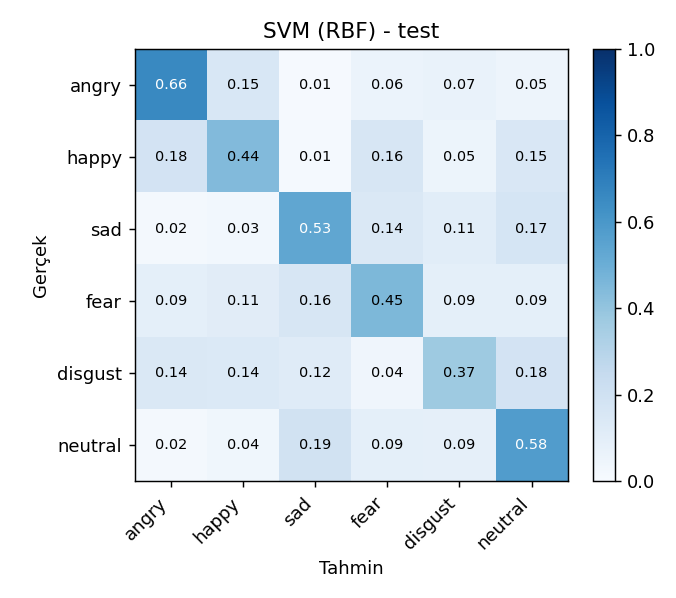 SVM (RBF) - test
Gerçek
angry 0.66 0.15 0.01 0.06 0.07 0.05
happy 0.18 0.44 0.01 0.16 0.05 0.15
sad 0.02 0.03 0.53 0.14 0.11 0.17
fear 0.09 0.11 0.16 0.45 0.09 0.09
disgust 0.14 0.14 0.12 0.04 0.37 0.18
neutral 0.02 0.04 0.19 0.09 0.09 0.58
angry happy sad fear disgust neutral
Tahmin
1.0
0.8
0.6
0.4
0.2
0.0